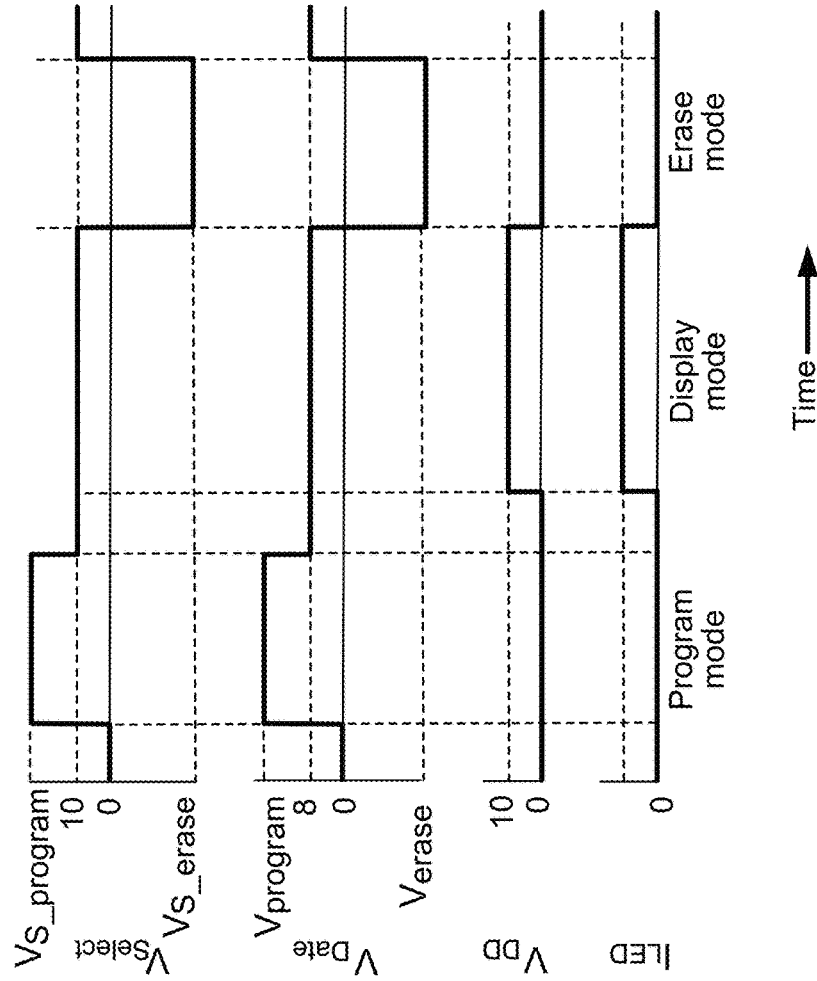 VS_program
10
0
VS_erase
VSelect
Vprogram
8
0
Verase
VDate
10
0
VDD
0
ILED
Program
mode
Display
mode
Erase
mode
Time